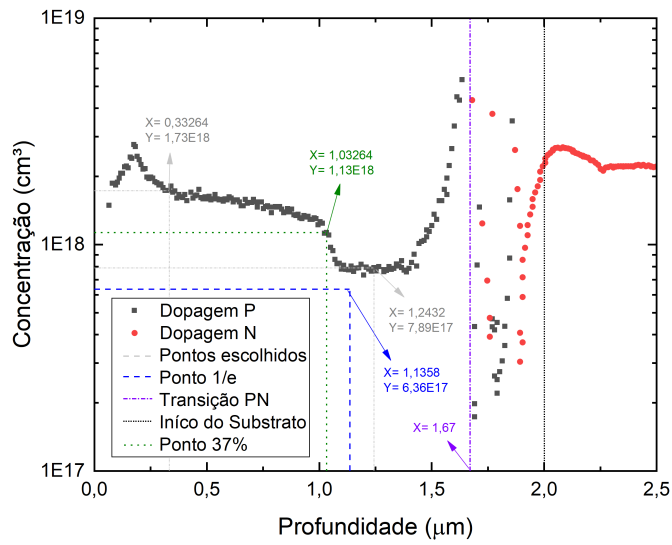 1E19
1E18
1E17
Concentração (cm³)
X= 0,33264
Y= 1,73E18
X= 1,03264
Y= 1,13E18
X= 1,2432
Y= 7,89E17
X= 1,1358
Y= 6,36E17
X= 1,67
Dopagem P
Dopagem N
Pontos escolhidos
Ponto 1/e
Transição PN
Iníco do Substrato
Ponto 37%
0,0 0,5 1,0 1,5 2,0 2,5
Profundidade (μm)